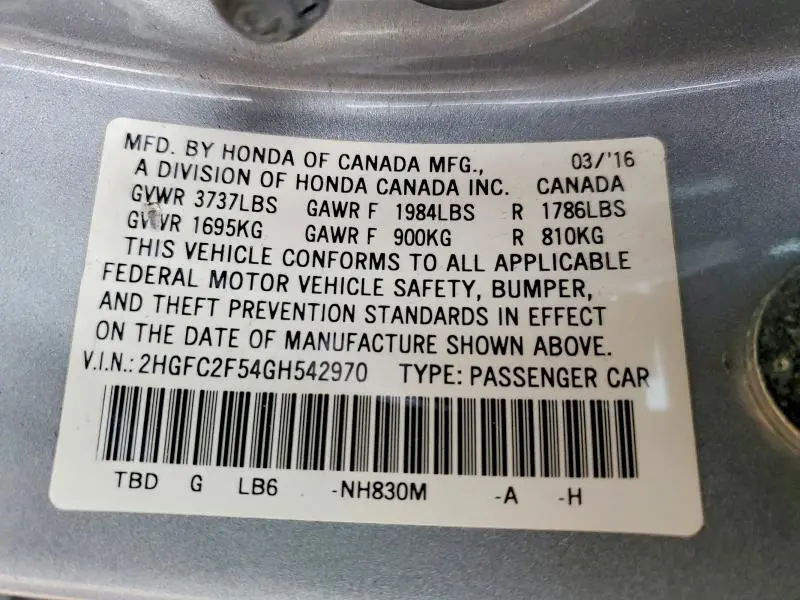 MFD. BY HONDA OF CANADA MFG., 03/'16
A DIVISION OF HONDA CANADA INC. CANADA
GVWR 3737LBS GAWR F 1984LBS R 1786LBS
GVWR 1695KG GAWR F 900KG R 810KG
THIS VEHICLE CONFORMS TO ALL APPLICABLE
FEDERAL MOTOR VEHICLE SAFETY, BUMPER,
AND THEFT PREVENTION STANDARDS IN EFFECT
ON THE DATE OF MANUFACTURE SHOWN ABOVE.
V.I.N.: 2HGFC2F54GH542970 TYPE: PASSENGER CAR
TBD G LB6 -NH830M -A -H